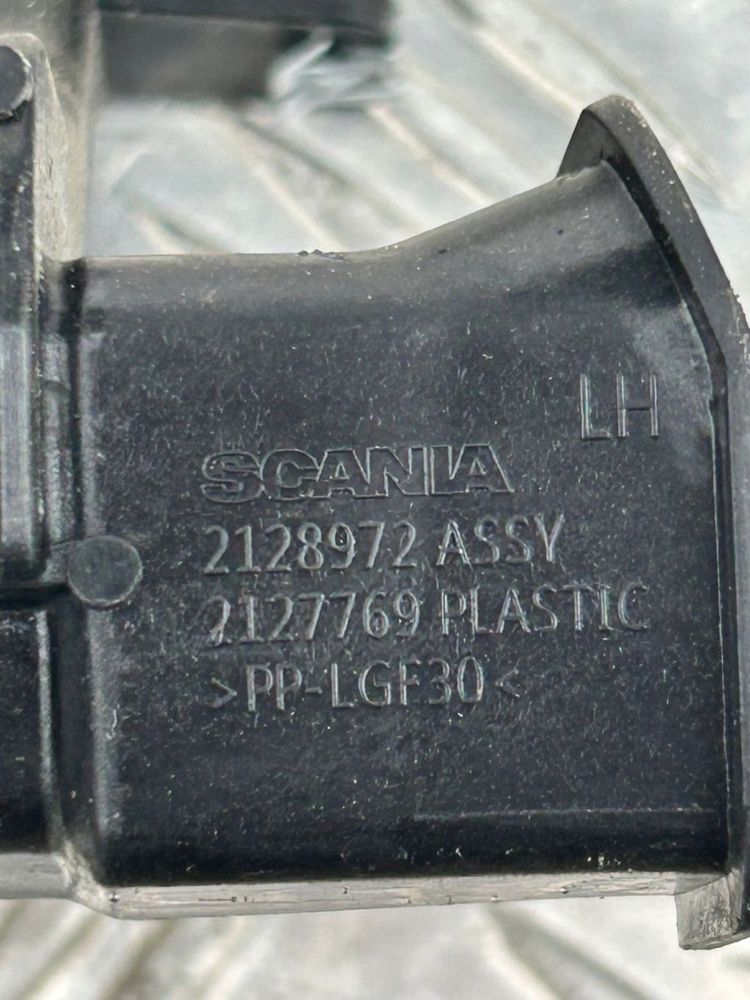 LH
SCANIA
2128972 ASSY
2127769 PLASTIC
>PP-LGF30<